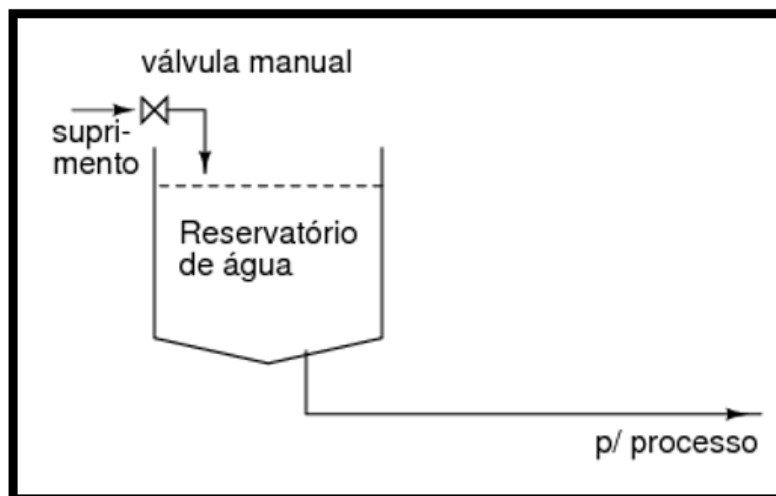 válvula manual
supri-
mento
Reservatório
de água
p/ processo